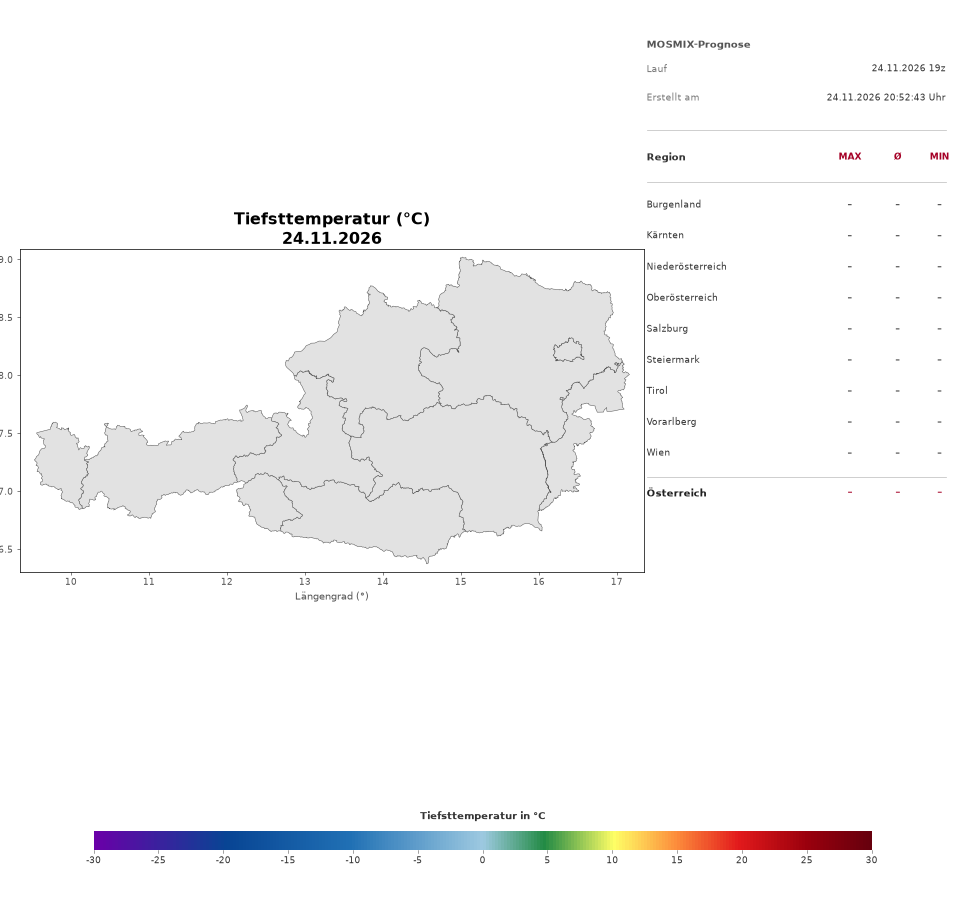 MOSMIX-Prognose
Lauf 24.11.2026 19z
Erstellt am 24.11.2026 20:52:43 Uhr
Region MAX Ø MIN
Burgenland – – –
Kärnten – – –
Niederösterreich – – –
Oberösterreich – – –
Salzburg – – –
Steiermark – – –
Tirol – – –
Vorarlberg – – –
Wien – – –
Österreich – – –
Tiefsttemperatur (°C)
24.11.2026
9.0
8.5
8.0
7.5
7.0
6.5
10 11 12 13 14 15 16 17
Längengrad (°)
Tiefsttemperatur in °C
-30 -25 -20 -15 -10 -5 0 5 10 15 20 25 30